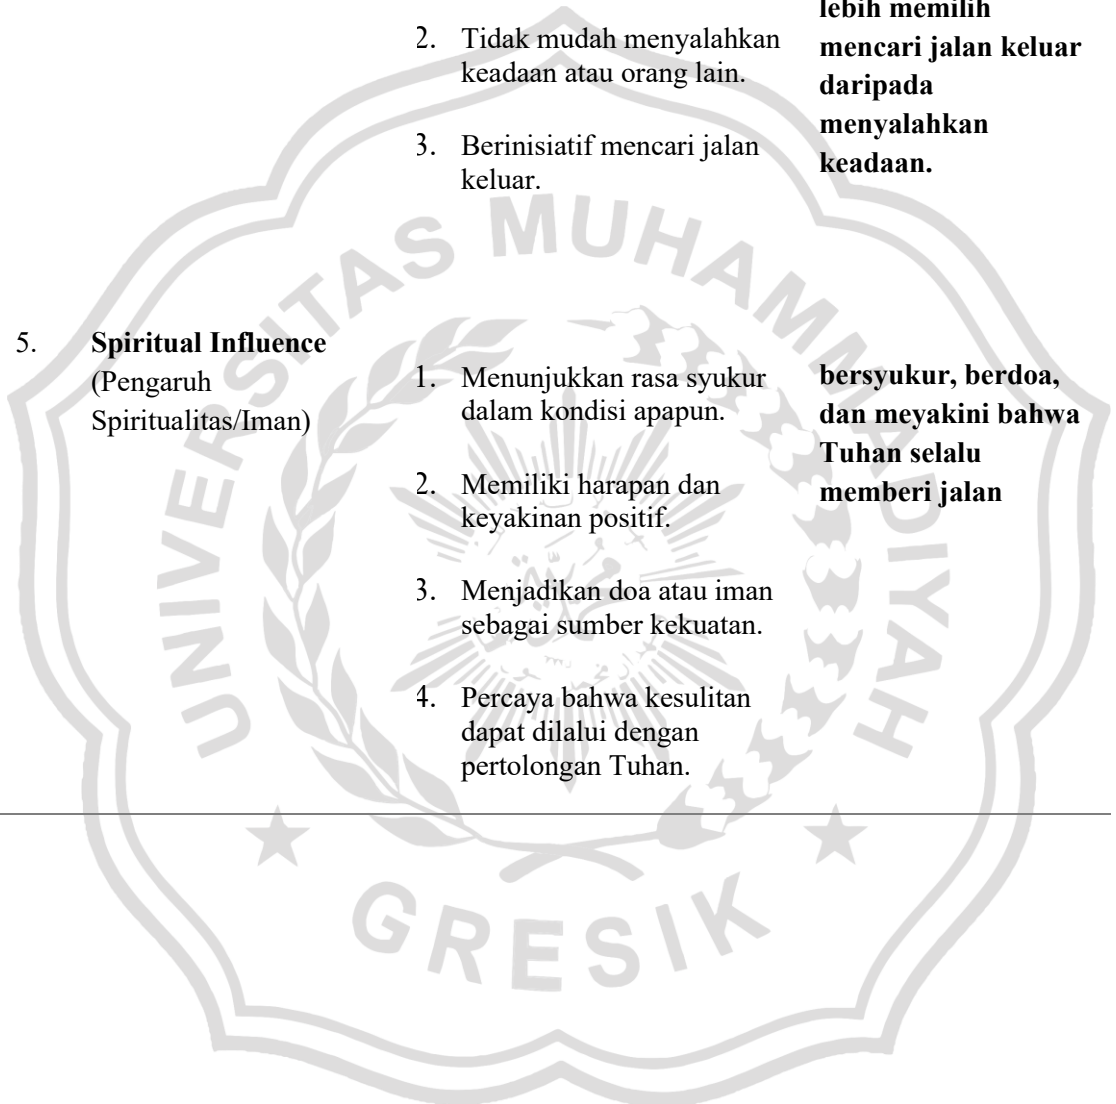 lebih memilih
mencari jalan keluar
daripada
menyalahkan
keadaan.
2. Tidak mudah menyalahkan
keadaan atau orang lain.
3. Berinisiatif mencari jalan
keluar.
5. Spiritual Influence
(Pengaruh
Spiritualitas/Iman)
1. Menunjukkan rasa syukur
dalam kondisi apapun.
2. Memiliki harapan dan
keyakinan positif.
3. Menjadikan doa atau iman
sebagai sumber kekuatan.
4. Percaya bahwa kesulitan
dapat dilalui dengan
pertolongan Tuhan.
bersyukur, berdoa,
dan meyakini bahwa
Tuhan selalu
memberi jalan
UNIVERSITAS MUHAMMADIYAH
GRESIK